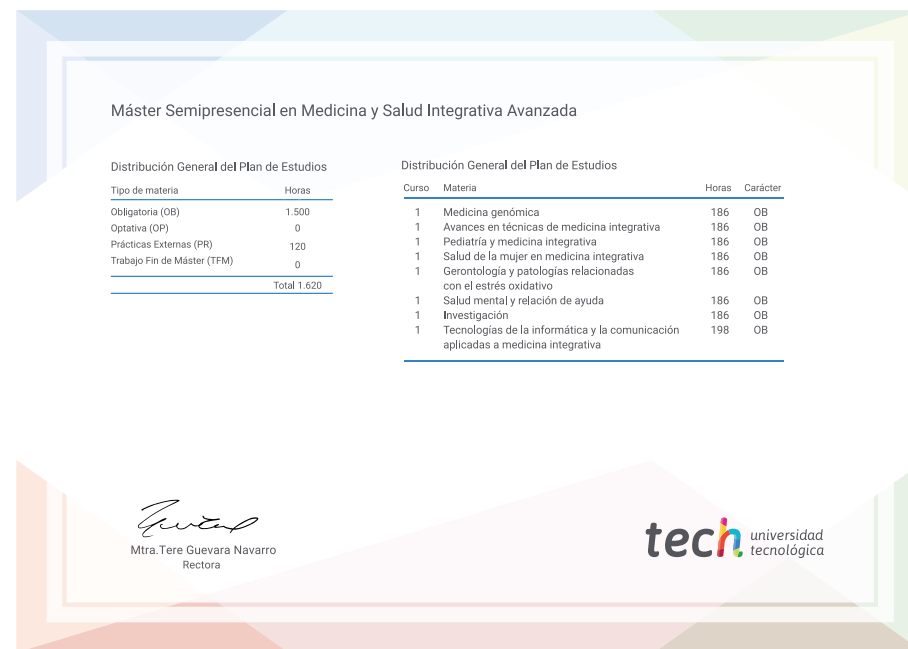 Máster Semipresencial en Medicina y Salud Integrativa Avanzada
Distribución General del Plan de Estudios
Tipo de materia Horas
Obligatoria (OB) 1.500
Optativa (OP) 0
Prácticas Externas (PR) 120
Trabajo Fin de Máster (TFM) 0
Total 1.620
Distribución General del Plan de Estudios
Curso Materia Horas Carácter
1 Medicina genómica 186 OB
1 Avances en técnicas de medicina integrativa 186 OB
1 Pediatría y medicina integrativa 186 OB
1 Salud de la mujer en medicina integrativa 186 OB
1 Gerontología y patologías relacionadas 186 OB
con el estrés oxidativo
1 Salud mental y relación de ayuda 186 OB
1 Investigación 186 OB
1 Tecnologías de la informática y la comunicación 198 OB
aplicadas a medicina integrativa
Mtra.Tere Guevara Navarro
Rectora
tech universidad
tecnológica